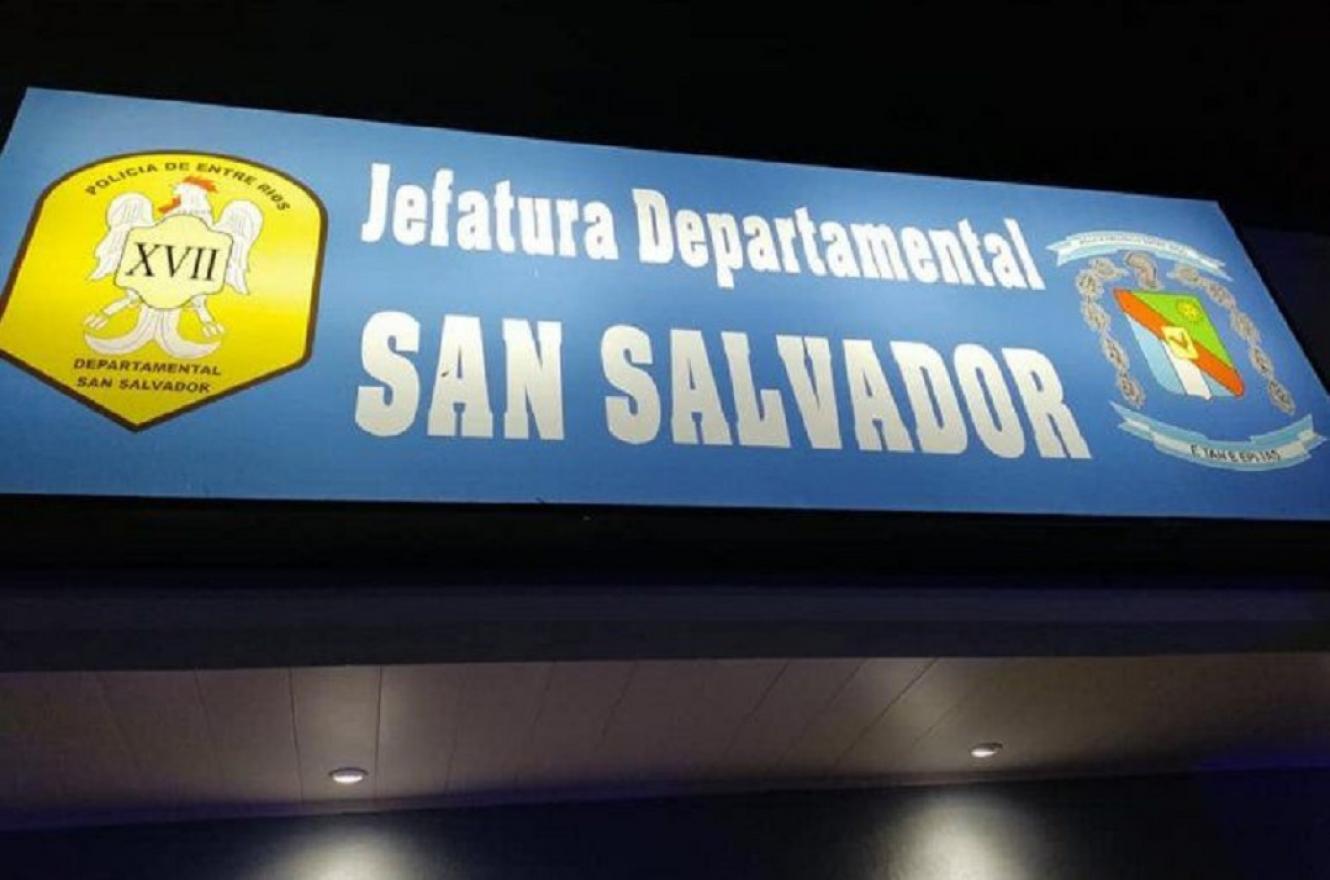 POLICIA DE ENTRE RIOS
XVII
DEPARTAMENTAL
SAN SALVADOR
Jefatura Departamental
SAN SALVADOR